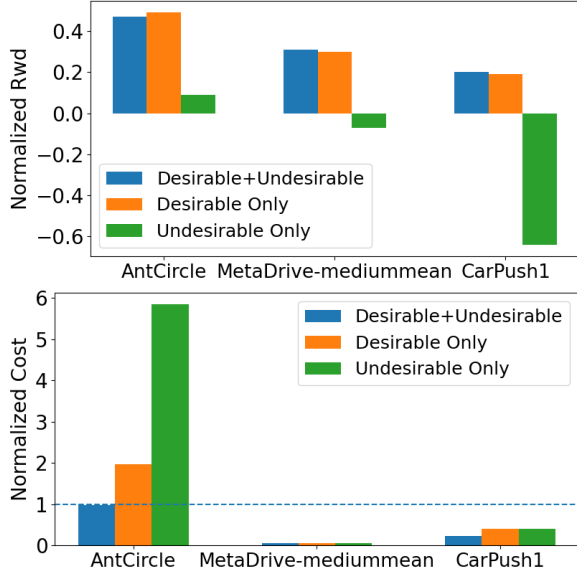 Normalized Rwd
0.4
0.2
0.0
−0.2
−0.4
−0.6
Desirable+Undesirable
Desirable Only
Undesirable Only
AntCircle MetaDrive-mediummean CarPush1
Normalized Cost
6
5
4
3
2
1
0
Desirable+Undesirable
Desirable Only
Undesirable Only
AntCircle MetaDrive-mediummean CarPush1